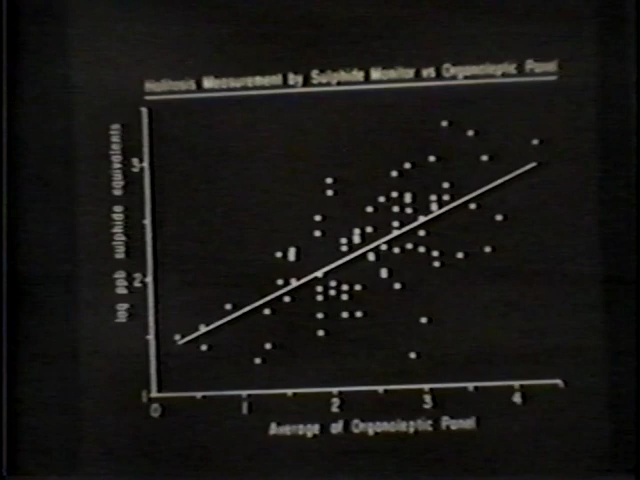 Halitosis Measurement by Sulphide Monitor vs Organoleptic Panel
log ppb sulphide equivalents
3
2
1
0 1 2 3 4
Average of Organoleptic Panel